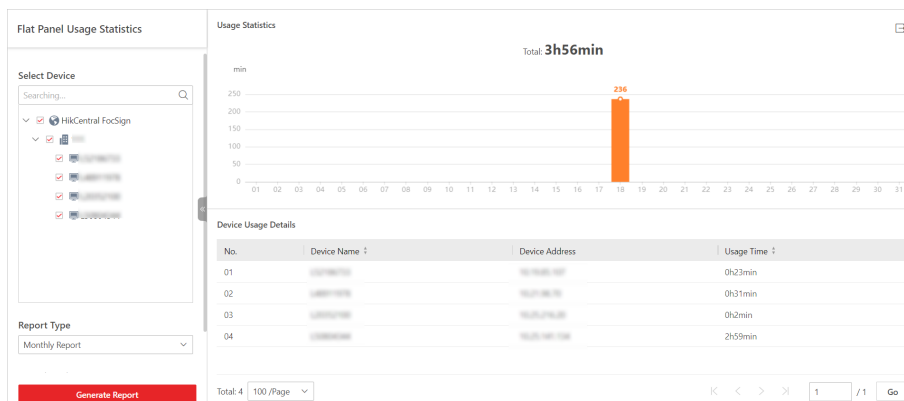 Flat Panel Usage Statistics
Select Device
Searching...
HikCentral FocSign
Report Type
Monthly Report
Generate Report
Usage Statistics
Total: 3h56min
min
250
200
150
100
50
0
236
01 02 03 04 05 06 07 08 09 10 11 12 13 14 15 16 17 18 19 20 21 22 23 24 25 26 27 28 29 30 31
Device Usage Details
No. Device Name Device Address Usage Time
01 0h23min
02 0h31min
03 0h2min
04 2h59min
Total: 4 100 /Page 1 / 1 Go